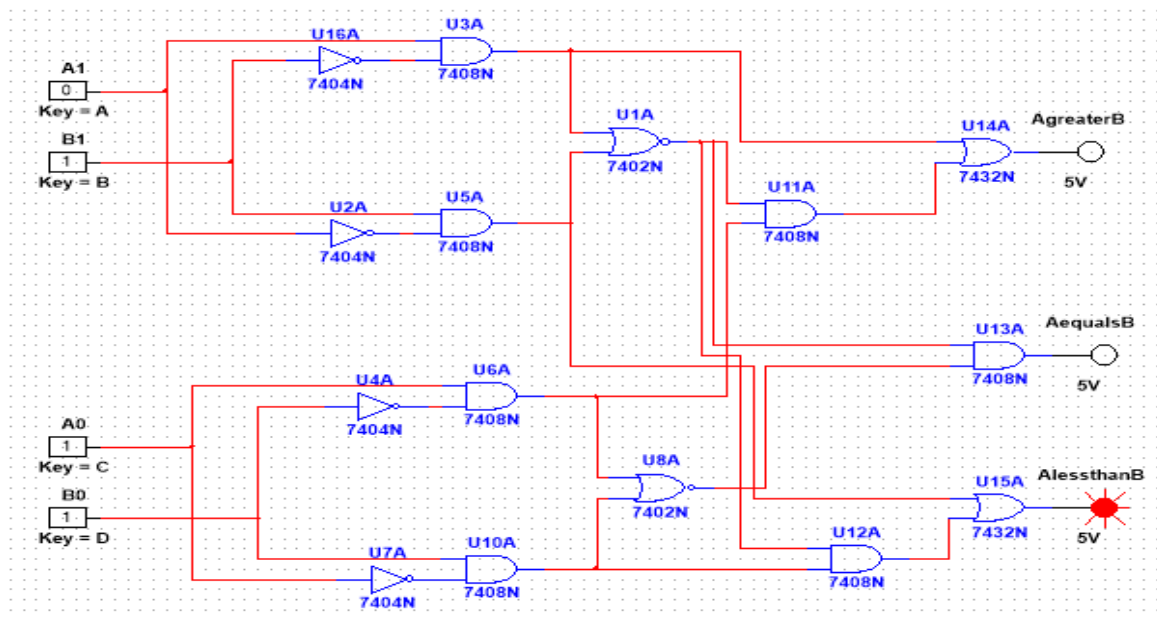 U16A
7404N
U3A
7408N
A1
0
Key = A
B1
1
Key = B
U2A
7404N
U5A
7408N
U1A
7402N
U11A
7408N
U14A
7432N
AgreaterB
5V
U13A
7408N
AequalsB
5V
A0
1
Key = C
B0
1
Key = D
U4A
7404N
U6A
7408N
U8A
7402N
U7A
7404N
U10A
7408N
U12A
7408N
U15A
7432N
AlessthanB
5V